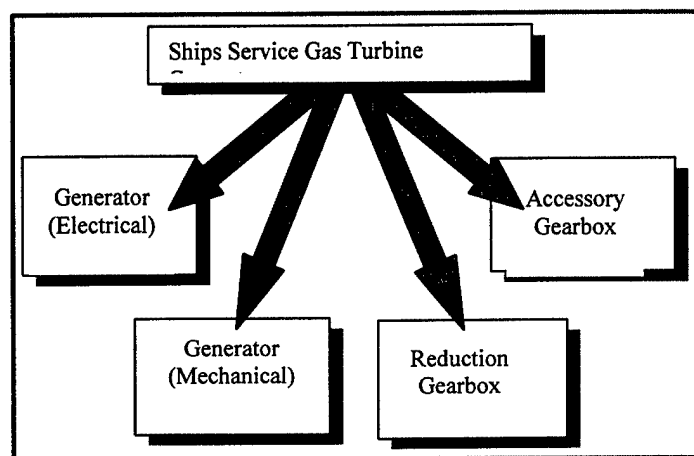 Ships Service Gas Turbine
Generator
(Electrical)
Accessory
Gearbox
Generator
(Mechanical)
Reduction
Gearbox